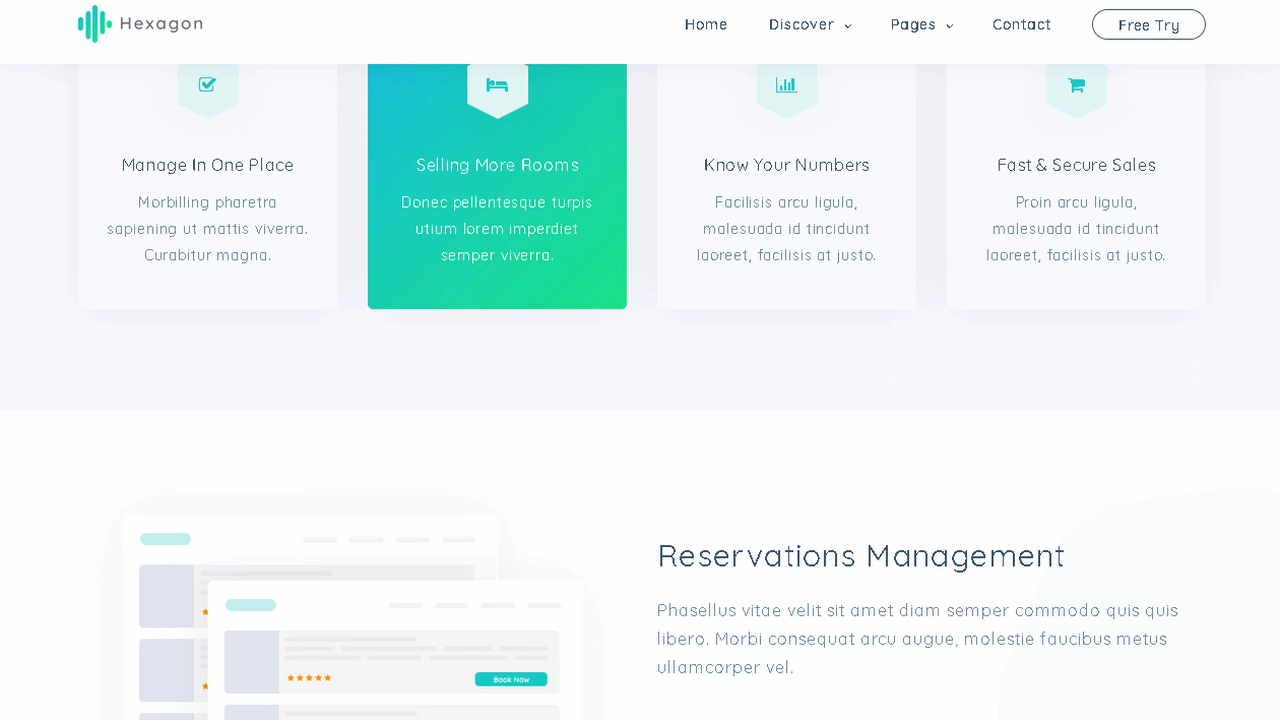 Hexagon
Home
Discover
Pages
Contact
Free Try
Manage In One Place
Morbilling pharetra
sapiening ut mattis viverra.
Curabitur magna.
Selling More Rooms
Donec pellentesque turpis
utium lorem imperdiet
semper viverra.
Know Your Numbers
Facilisis arcu ligula,
malesuada id tincidunt
laoreet, facilisis at justo.
Fast & Secure Sales
Proin arcu ligula,
malesuada id tincidunt
laoreet, facilisis at justo.
Reservations Management
Phasellus vitae velit sit amet diam semper commodo quis quis
libero. Morbi consequat arcu augue, molestie faucibus metus
ullamcorper vel.
Book Now